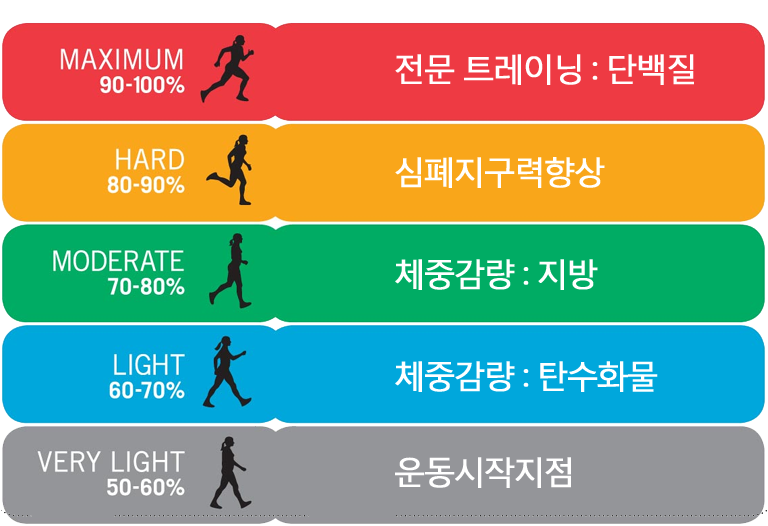 MAXIMUM
90-100%
전문 트레이닝 : 단백질
HARD
80-90%
심폐지구력향상
MODERATE
70-80%
체중감량 : 지방
LIGHT
60-70%
체중감량 : 탄수화물
VERY LIGHT
50-60%
운동시작지점